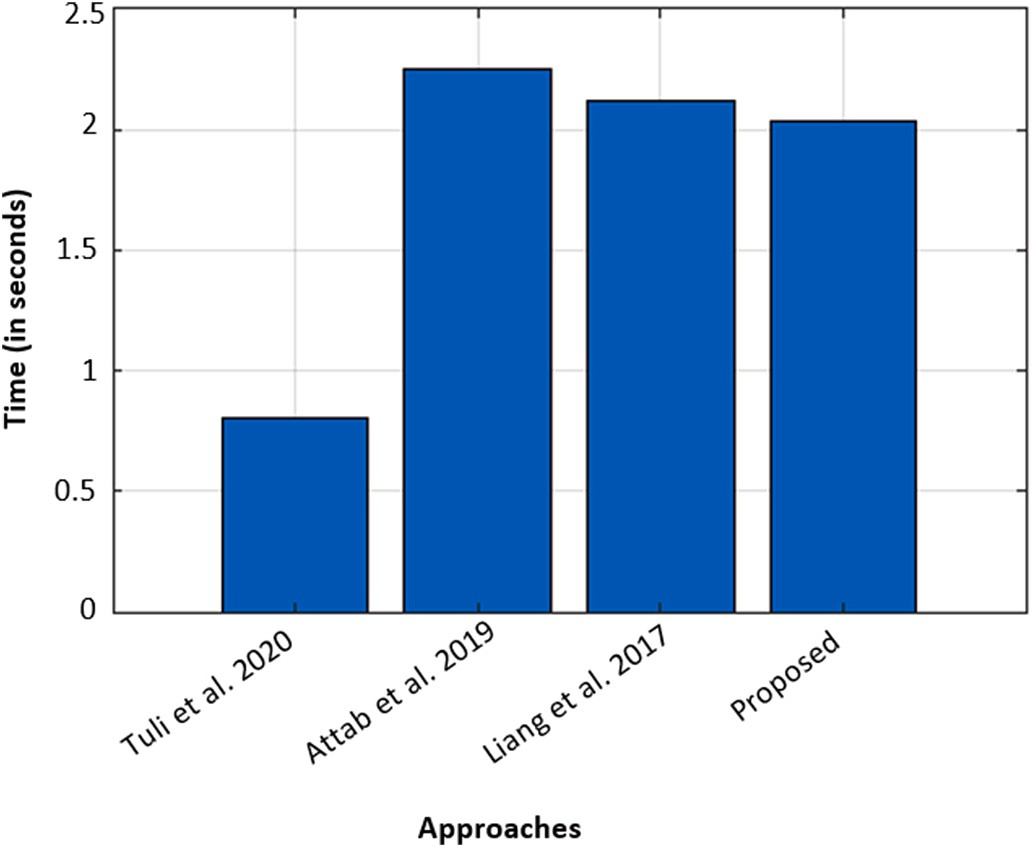 2.5
2
1.5
1
0.5
0
Time (in seconds)
Tuli et al. 2020
Attab et al. 2019
Liang et al. 2017
Proposed
Approaches